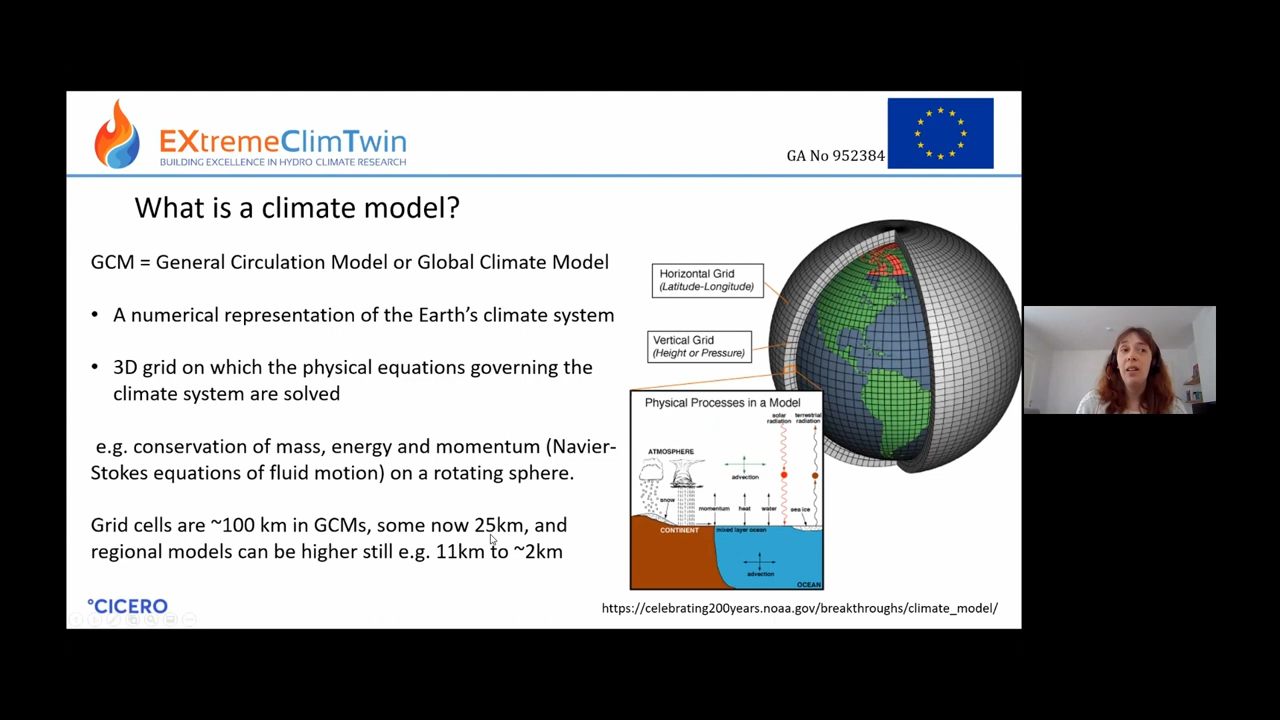 EXtremeClimTwin
BUILDING EXCELLENCE IN HYDRO CLIMATE RESEARCH
GA No 952384
What is a climate model?
GCM = General Circulation Model or Global Climate Model
• A numerical representation of the Earth's climate system
• 3D grid on which the physical equations governing the
climate system are solved
e.g. conservation of mass, energy and momentum (Navier-
Stokes equations of fluid motion) on a rotating sphere.
Grid cells are ~100 km in GCMs, some now 25km, and
regional models can be higher still e.g. 11km to ~2km
°CICERO
Horizontal Grid
(Latitude-Longitude)
Vertical Grid
(Height or Pressure)
Physical Processes in a Model
solar
radiation
terrestrial
radiation
ATMOSPHERE
advection
snow
momentum heat water sea ice
CONTINENT
mixed layer ocean
advection
OCEAN
https://celebrating200years.noaa.gov/breakthroughs/climate_model/